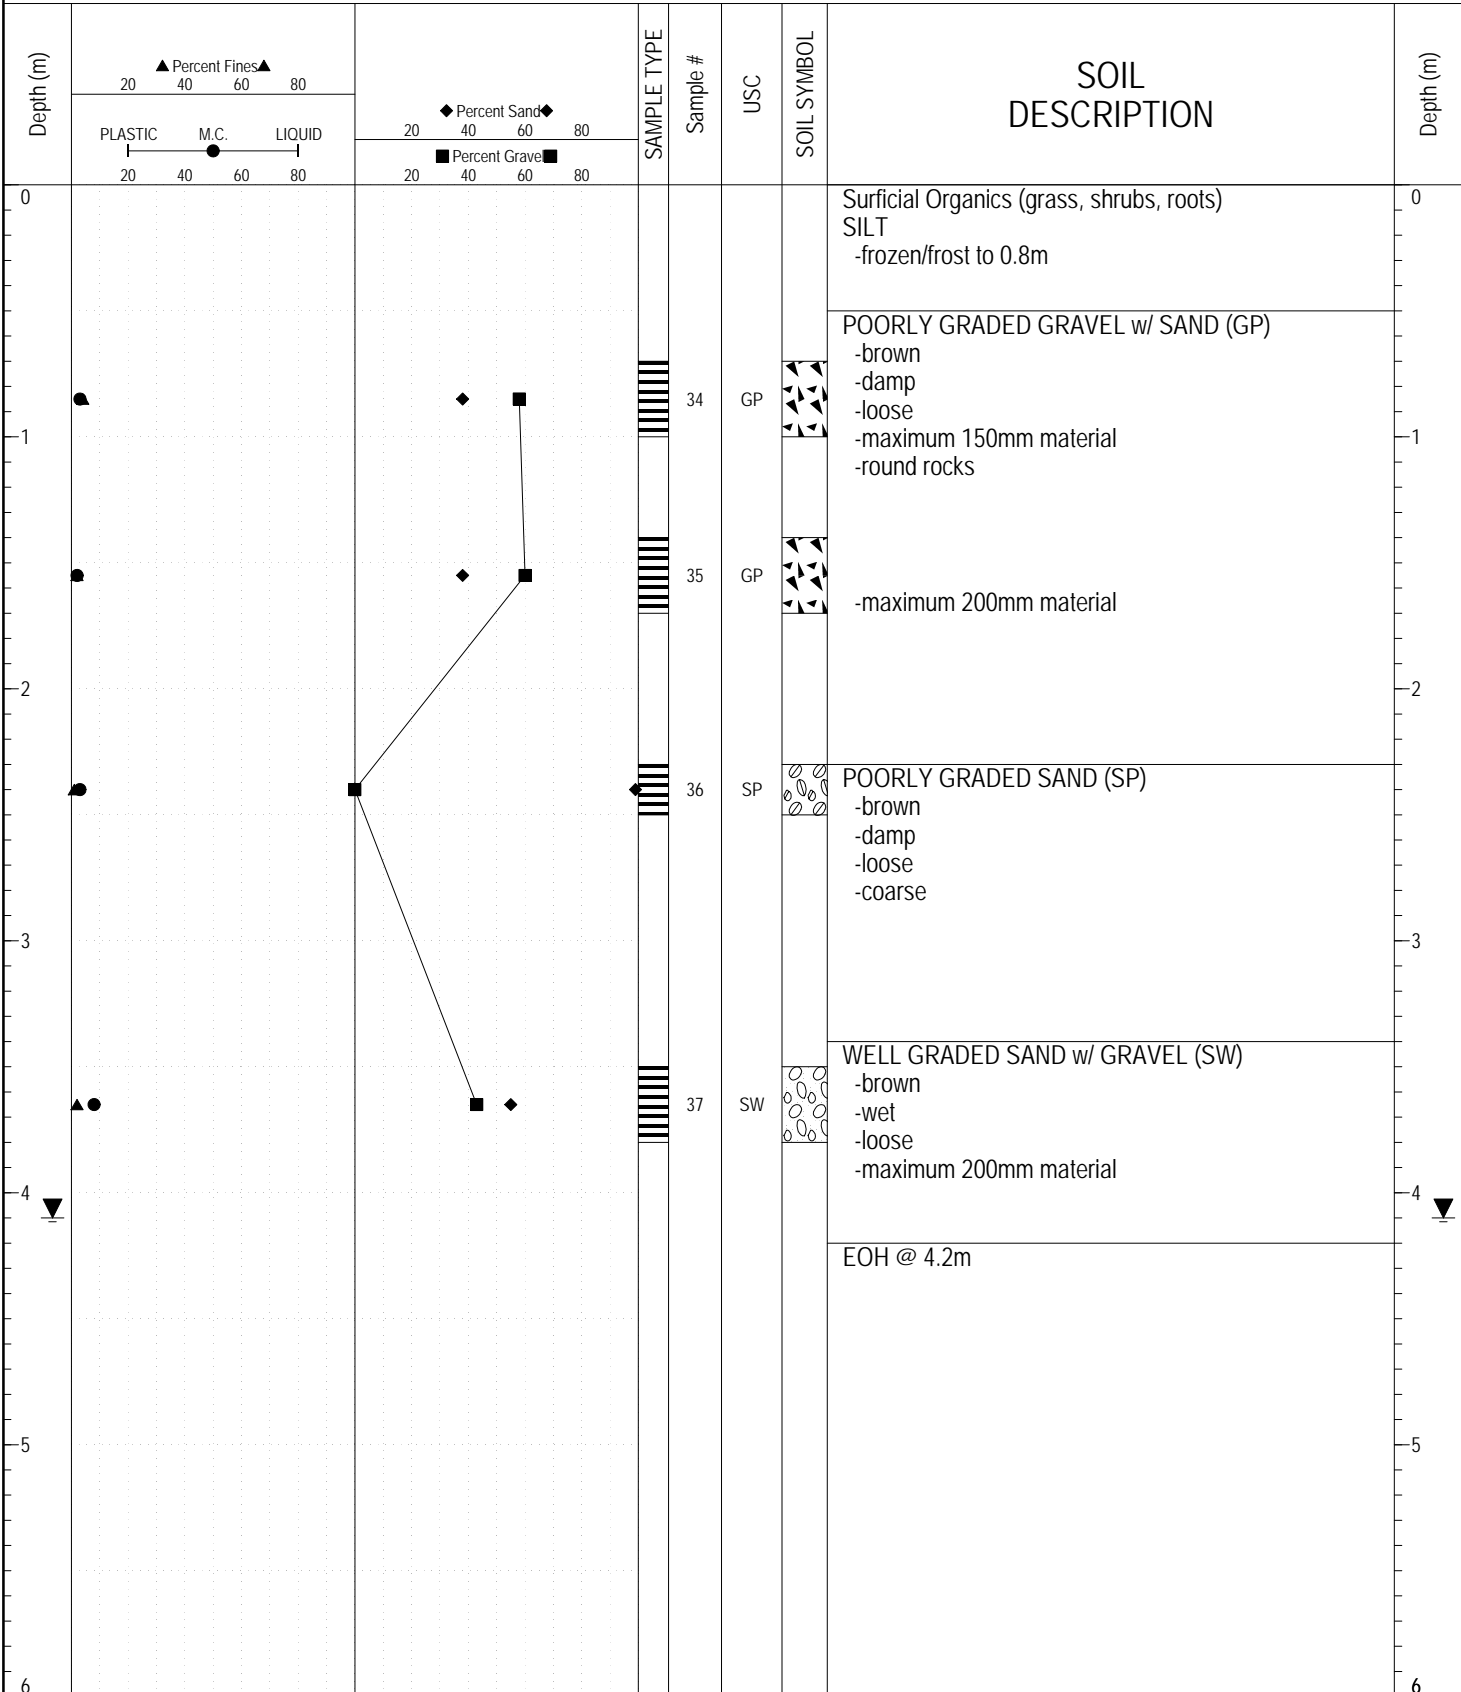 Depth (m)
▲ Percent Fines ▲
20 40 60 80
PLASTIC M.C. LIQUID
20 40 60 80
◆ Percent Sand ◆
20 40 60 80
■ Percent Gravel ■
20 40 60 80
SAMPLE TYPE
Sample #
USC
SOIL SYMBOL
SOIL
DESCRIPTION
Depth (m)
0
Surficial Organics (grass, shrubs, roots)
0
SILT
-frozen/frost to 0.8m
POORLY GRADED GRAVEL w/ SAND (GP)
-brown
-damp
34 GP
-loose
1
-maximum 150mm material
1
-round rocks
35 GP
-maximum 200mm material
2
2
POORLY GRADED SAND (SP)
36 SP
-brown
-damp
-loose
-coarse
3
3
WELL GRADED SAND w/ GRAVEL (SW)
-brown
37 SW
-wet
-loose
-maximum 200mm material
4
4
EOH @ 4.2m
5
5
6
6